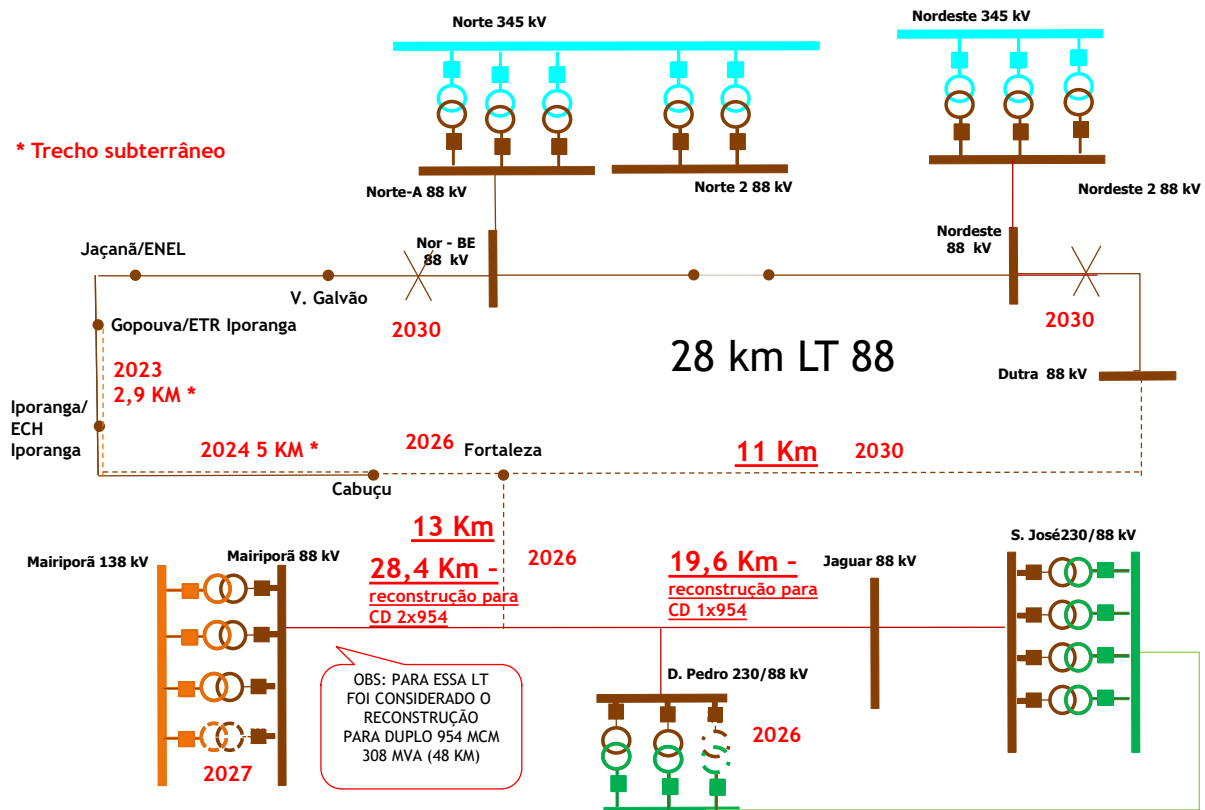 Norte 345 kV
Nordeste 345 kV
* Trecho subterrâneo
Norte-A 88 kV
Norte 2 88 kV
Nordeste 2 88 kV
Jaçanã/ENEL
Nor - BE
88 kV
Nordeste
88 kV
V. Galvão
Gopouva/ETR Iporanga
2030
2030
28 km LT 88
2023
2,9 KM *
Dutra 88 kV
Iporanga/
ECH
Iporanga
2024 5 KM *
2026
Fortaleza
11 Km
2030
Cabuçu
13 Km
2026
Mairiporã 138 kV
Mairiporã 88 kV
28,4 Km -
reconstrução para
CD 2x954
19,6 Km -
reconstrução para
CD 1x954
Jaguar 88 kV
S. José230/88 kV
OBS: PARA ESSA LT
FOI CONSIDERADO O
RECONSTRUÇÃO
PARA DUPLO 954 MCM
308 MVA (48 KM)
D. Pedro 230/88 kV
2026
2027